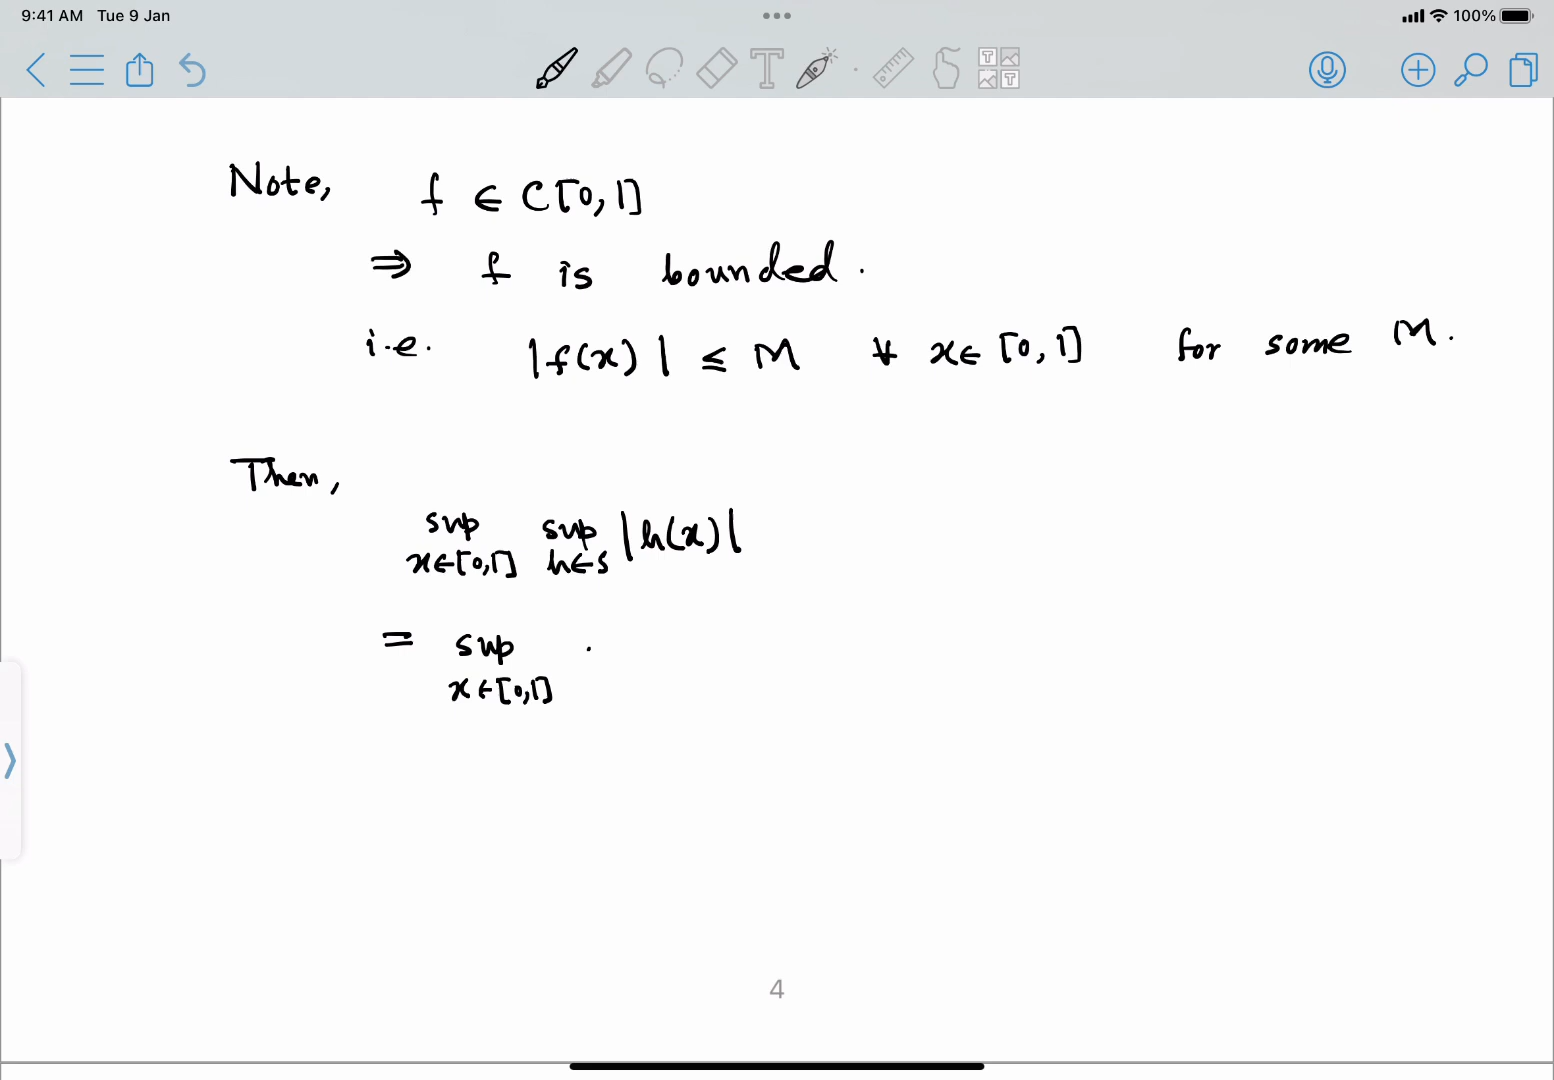 9:41 AM Tue 9 Jan 100%
Note, f ∈ C[0,1]
⇒ f is bounded.
i.e. |f(x)| ≤ M ∀ x∈[0,1] for some M.
Then,
sup sup |h(x)|
x∈[0,1] h∈S
= sup .
x∈[0,1]
4